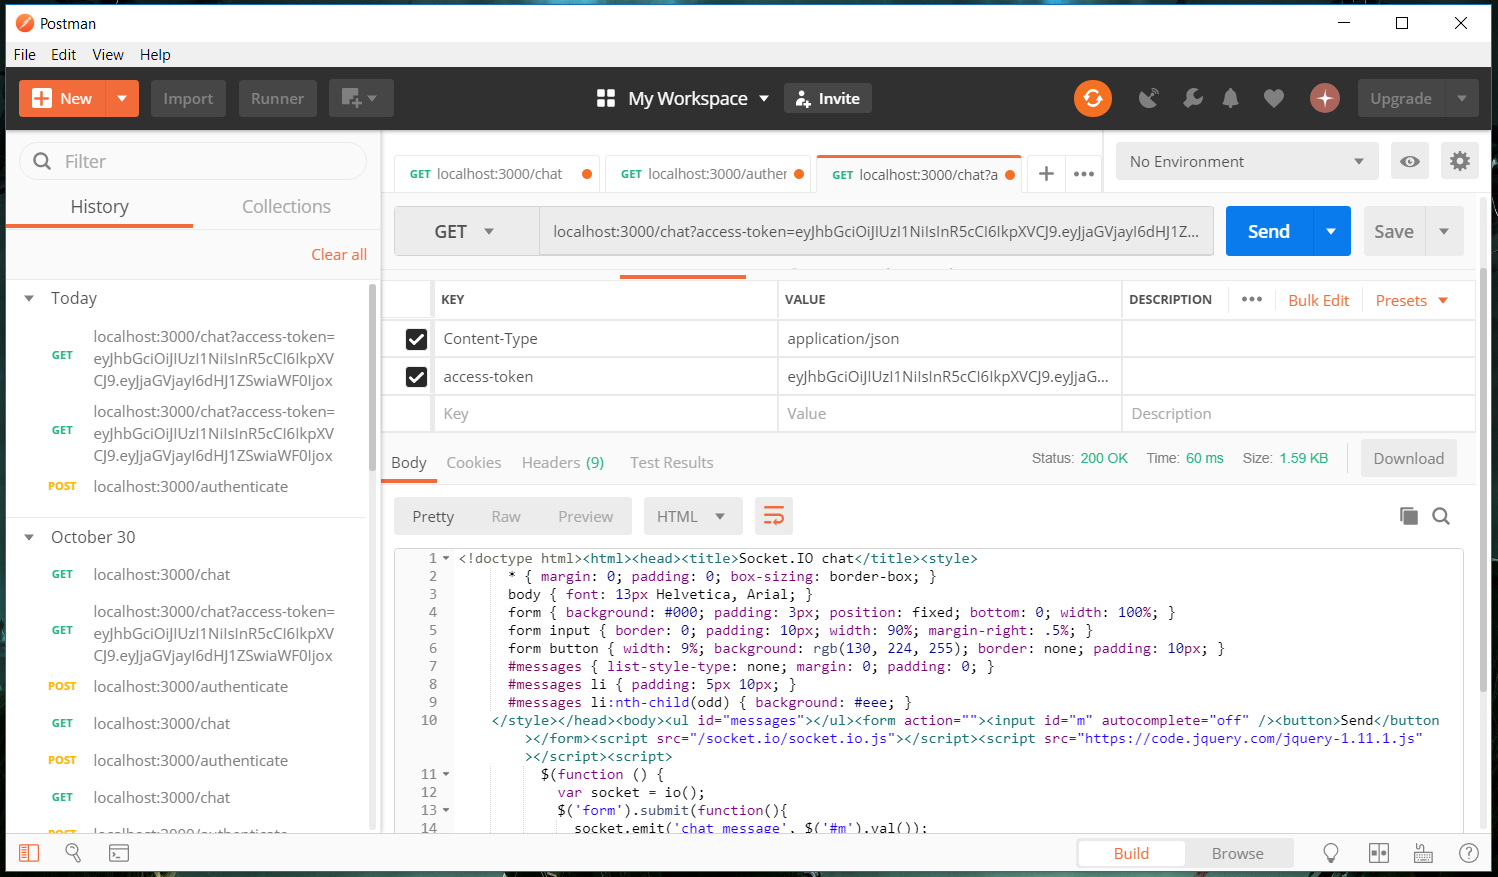 Postman
File Edit View Help
New Import Runner My Workspace Invite Upgrade
Filter
History Collections
Clear all
Today
GET localhost:3000/chat?access-token=
eyJhbGciOiJIUzI1NiIsInR5cCI6IkpXV
CJ9.eyJjaGVjayI6dHJ1ZSwiaWF0Ijox
GET localhost:3000/chat?access-token=
eyJhbGciOiJIUzI1NiIsInR5cCI6IkpXV
CJ9.eyJjaGVjayI6dHJ1ZSwiaWF0Ijox
POST localhost:3000/authenticate
October 30
GET localhost:3000/chat
GET localhost:3000/chat?access-token=
eyJhbGciOiJIUzI1NiIsInR5cCI6IkpXV
CJ9.eyJjaGVjayI6dHJ1ZSwiaWF0Ijox
POST localhost:3000/authenticate
GET localhost:3000/chat
POST localhost:3000/authenticate
GET localhost:3000/chat
POST localhost:3000/authenticate
GET localhost:3000/chat GET localhost:3000/auther GET localhost:3000/chat?a + ••• No Environment
GET localhost:3000/chat?access-token=eyJhbGciOiJIUzI1NiIsInR5cCI6IkpXVCJ9.eyJjaGVjayI6dHJ1Z... Send Save
KEY VALUE DESCRIPTION ••• Bulk Edit Presets
Content-Type application/json
access-token eyJhbGciOiJIUzI1NiIsInR5cCI6IkpXVCJ9.eyJjaG...
Key Value Description
Body Cookies Headers (9) Test Results Status: 200 OK Time: 60 ms Size: 1.59 KB Download
Pretty Raw Preview HTML
1 <!doctype html><html><head><title>Socket.IO chat</title><style>
2 * { margin: 0; padding: 0; box-sizing: border-box; }
3 body { font: 13px Helvetica, Arial; }
4 form { background: #000; padding: 3px; position: fixed; bottom: 0; width: 100%; }
5 form input { border: 0; padding: 10px; width: 90%; margin-right: .5%; }
6 form button { width: 9%; background: rgb(130, 224, 255); border: none; padding: 10px; }
7 #messages { list-style-type: none; margin: 0; padding: 0; }
8 #messages li { padding: 5px 10px; }
9 #messages li:nth-child(odd) { background: #eee; }
10 </style></head><body><ul id="messages"></ul><form action=""><input id="m" autocomplete="off" /><button>Send</button
></form><script src="/socket.io/socket.io.js"></script><script src="https://code.jquery.com/jquery-1.11.1.js"
></script><script>
11 $(function () {
12 var socket = io();
13 $('form').submit(function(){
14 socket.emit('chat message', $('#m').val());
Build Browse